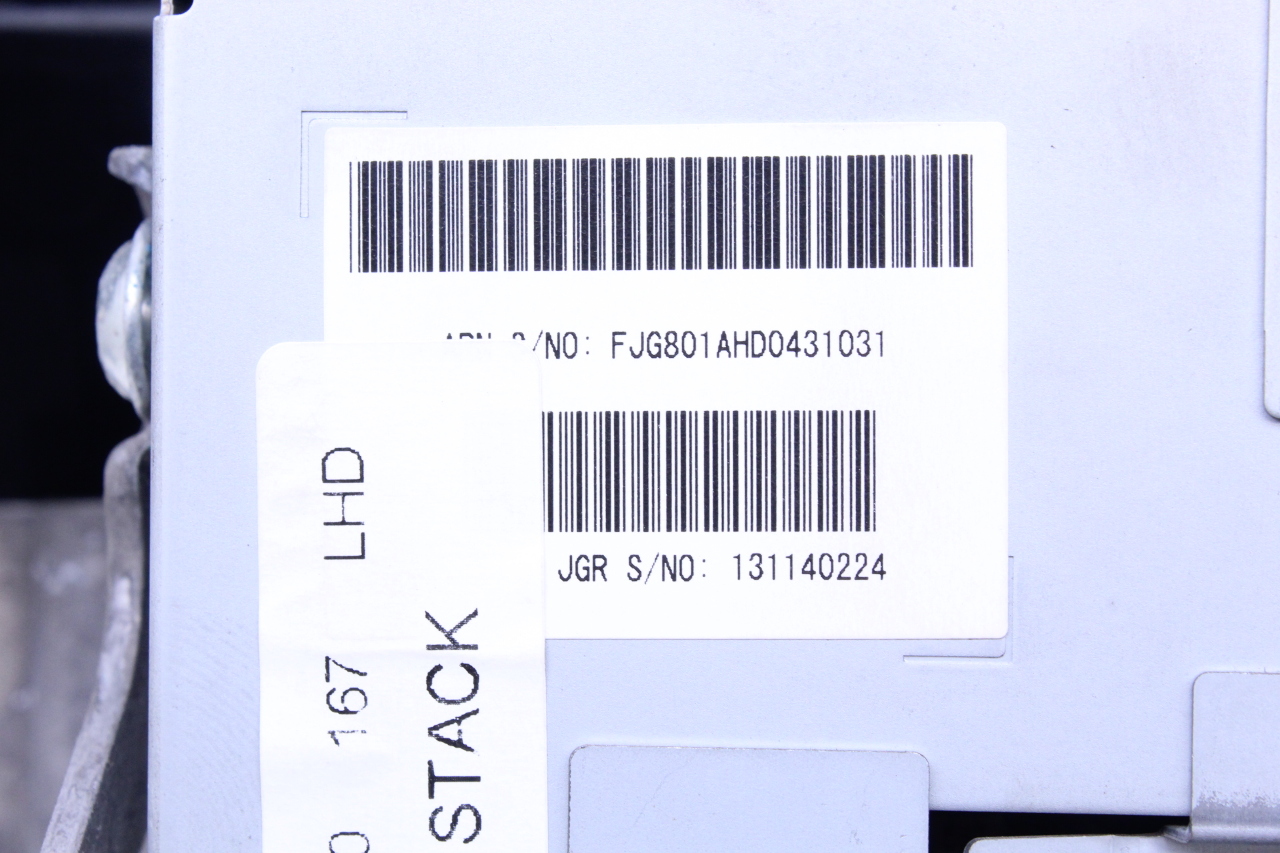 S/NO: FJG801AHD0431031
JGR S/NO: 131140224
167 LHD
STACK